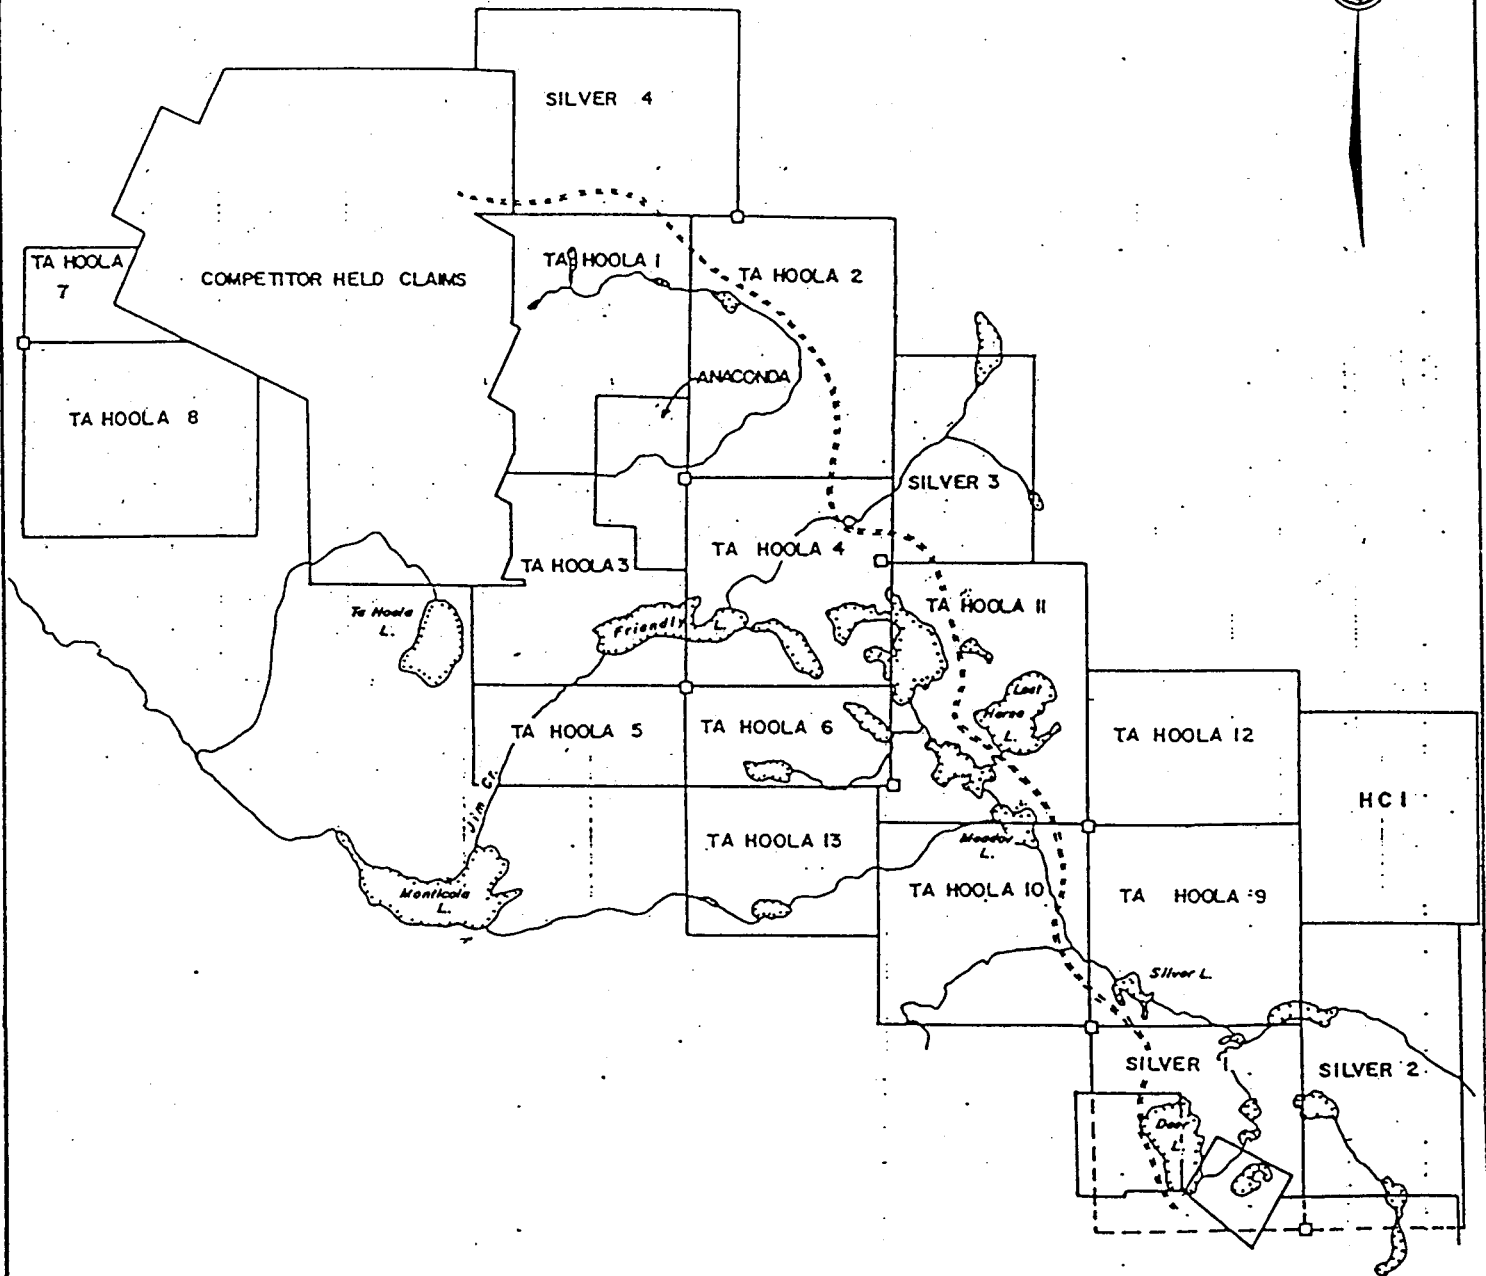 SILVER 4
TA HOOLA 1
TA HOOLA
7
COMPETITOR HELD CLAIMS
TA HOOLA 2
ANACONDA
TA HOOLA 8
SILVER 3
TA HOOLA 3
TA HOOLA 4
Ta Hoola
L.
Friendly L.
TA HOOLA 11
Lost
Horse
L.
TA HOOLA 5
TA HOOLA 6
TA HOOLA 12
Jim Cr.
HC 1
TA HOOLA 13
Meadow
L.
Monticola
L.
TA HOOLA 10
TA HOOLA 9
Silver L.
SILVER 1
SILVER 2
Deer
L.